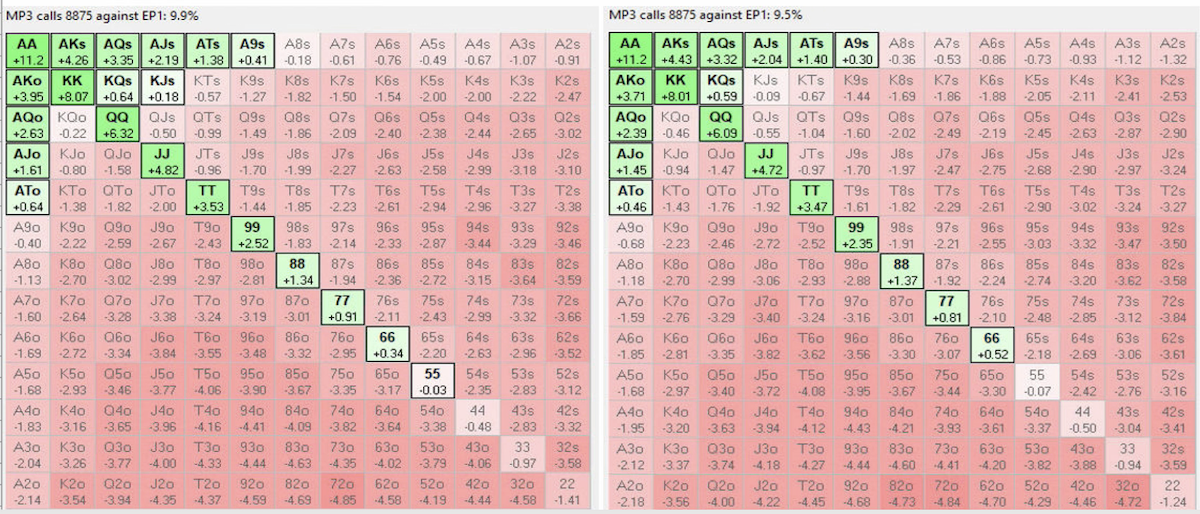 MP3 calls 8875 against EP1: 9.9%
AA AKs AQs AJs ATs A9s A8s A7s A6s A5s A4s A3s A2s
+11.2 +4.26 +3.35 +2.19 +1.38 +0.41 -0.18 -0.61 -0.76 -0.49 -0.67 -1.07 -0.91
AKo KK KQs KJs KTs K9s K8s K7s K6s K5s K4s K3s K2s
+3.95 +8.07 +0.64 +0.18 -0.57 -1.27 -1.82 -1.50 -1.54 -2.00 -2.00 -2.22 -2.47
AQo KQo QQ QJs QTs Q9s Q8s Q7s Q6s Q5s Q4s Q3s Q2s
+2.63 -0.22 +6.32 -0.50 -0.99 -1.49 -1.86 -2.09 -2.40 -2.38 -2.44 -2.65 -3.02
AJo KJo QJo JJ JTs J9s J8s J7s J6s J5s J4s J3s J2s
+1.61 -0.80 -1.58 +4.82 -0.96 -1.70 -1.99 -2.27 -2.63 -2.58 -2.99 -3.18 -3.10
ATo KTo QTo JTo TT T9s T8s T7s T6s T5s T4s T3s T2s
+0.64 -1.38 -1.82 -2.00 +3.53 -1.44 -1.85 -2.23 -2.61 -2.94 -2.96 -3.27 -3.38
A9o K9o Q9o J9o T9o 99 98s 97s 96s 95s 94s 93s 92s
-0.40 -2.22 -2.59 -2.67 -2.43 +2.52 -1.83 -2.14 -2.33 -2.87 -3.44 -3.29 -3.46
A8o K8o Q8o J8o T8o 98o 88 87s 86s 85s 84s 83s 82s
-1.13 -2.70 -3.02 -2.99 -2.97 -2.81 +1.34 -1.94 -2.36 -2.72 -3.15 -3.64 -3.59
A7o K7o Q7o J7o T7o 97o 87o 77 76s 75s 74s 73s 72s
-1.60 -2.64 -3.28 -3.38 -3.24 -3.19 -3.01 +0.91 -2.11 -2.43 -2.99 -3.32 -3.66
A6o K6o Q6o J6o T6o 96o 86o 76o 66 65s 64s 63s 62s
-1.69 -2.72 -3.34 -3.84 -3.55 -3.48 -3.32 -2.95 +0.34 -2.20 -2.63 -2.96 -3.52
A5o K5o Q5o J5o T5o 95o 85o 75o 65o 55 54s 53s 52s
-1.68 -2.93 -3.46 -3.77 -4.06 -3.90 -3.67 -3.35 -3.17 -0.03 -2.35 -2.83 -3.12
A4o K4o Q4o J4o T4o 94o 84o 74o 64o 54o 44 43s 42s
-1.83 -3.16 -3.65 -3.96 -4.16 -4.41 -4.09 -3.82 -3.64 -3.38 -0.48 -2.83 -3.32
A3o K3o Q3o J3o T3o 93o 83o 73o 63o 53o 43o 33 32s
-2.04 -3.26 -3.77 -4.00 -4.33 -4.44 -4.63 -4.35 -4.02 -3.79 -4.06 -0.97 -3.58
A2o K2o Q2o J2o T2o 92o 82o 72o 62o 52o 42o 32o 22
-2.14 -3.54 -3.94 -4.35 -4.37 -4.59 -4.69 -4.85 -4.58 -4.19 -4.44 -4.58 -1.41
MP3 calls 8875 against EP1: 9.5%
AA AKs AQs AJs ATs A9s A8s A7s A6s A5s A4s A3s A2s
+11.2 +4.43 +3.32 +2.04 +1.40 +0.30 -0.36 -0.53 -0.86 -0.73 -0.93 -1.12 -1.32
AKo KK KQs KJs KTs K9s K8s K7s K6s K5s K4s K3s K2s
+3.71 +8.01 +0.59 -0.09 -0.67 -1.44 -1.69 -1.86 -1.88 -2.05 -2.11 -2.41 -2.53
AQo KQo QQ QJs QTs Q9s Q8s Q7s Q6s Q5s Q4s Q3s Q2s
+2.39 -0.46 +6.09 -0.55 -1.04 -1.60 -2.02 -2.49 -2.19 -2.45 -2.63 -2.87 -2.90
AJo KJo QJo JJ JTs J9s J8s J7s J6s J5s J4s J3s J2s
+1.45 -0.94 -1.47 +4.72 -0.97 -1.70 -1.97 -2.47 -2.75 -2.68 -2.90 -2.97 -3.24
ATo KTo QTo JTo TT T9s T8s T7s T6s T5s T4s T3s T2s
+0.46 -1.43 -1.76 -1.92 +3.47 -1.61 -1.82 -2.29 -2.61 -2.90 -3.02 -3.24 -3.27
A9o K9o Q9o J9o T9o 99 98s 97s 96s 95s 94s 93s 92s
-0.68 -2.23 -2.46 -2.72 -2.52 +2.35 -1.91 -2.21 -2.55 -3.03 -3.32 -3.47 -3.50
A8o K8o Q8o J8o T8o 98o 88 87s 86s 85s 84s 83s 82s
-1.18 -2.70 -2.99 -3.06 -2.93 -2.88 +1.37 -1.92 -2.24 -2.74 -3.20 -3.62 -3.58
A7o K7o Q7o J7o T7o 97o 87o 77 76s 75s 74s 73s 72s
-1.59 -2.76 -3.29 -3.40 -3.24 -3.16 -3.01 +0.81 -2.10 -2.48 -2.85 -3.12 -3.84
A6o K6o Q6o J6o T6o 96o 86o 76o 66 65s 64s 63s 62s
-1.85 -2.81 -3.35 -3.82 -3.62 -3.56 -3.30 -3.07 +0.52 -2.18 -2.69 -3.06 -3.61
A5o K5o Q5o J5o T5o 95o 85o 75o 65o 55 54s 53s 52s
-1.68 -2.97 -3.40 -3.72 -4.08 -3.95 -3.67 -3.44 -3.30 -0.07 -2.42 -2.76 -3.16
A4o K4o Q4o J4o T4o 94o 84o 74o 64o 54o 44 43s 42s
-1.95 -3.20 -3.63 -3.94 -4.12 -4.43 -4.21 -3.93 -3.61 -3.37 -0.50 -3.04 -3.41
A3o K3o Q3o J3o T3o 93o 83o 73o 63o 53o 43o 33 32s
-2.12 -3.37 -3.74 -4.18 -4.27 -4.44 -4.60 -4.41 -4.20 -3.82 -3.88 -0.94 -3.59
A2o K2o Q2o J2o T2o 92o 82o 72o 62o 52o 42o 32o 22
-2.18 -3.56 -4.00 -4.22 -4.45 -4.68 -4.73 -4.84 -4.70 -4.29 -4.46 -4.72 -1.24